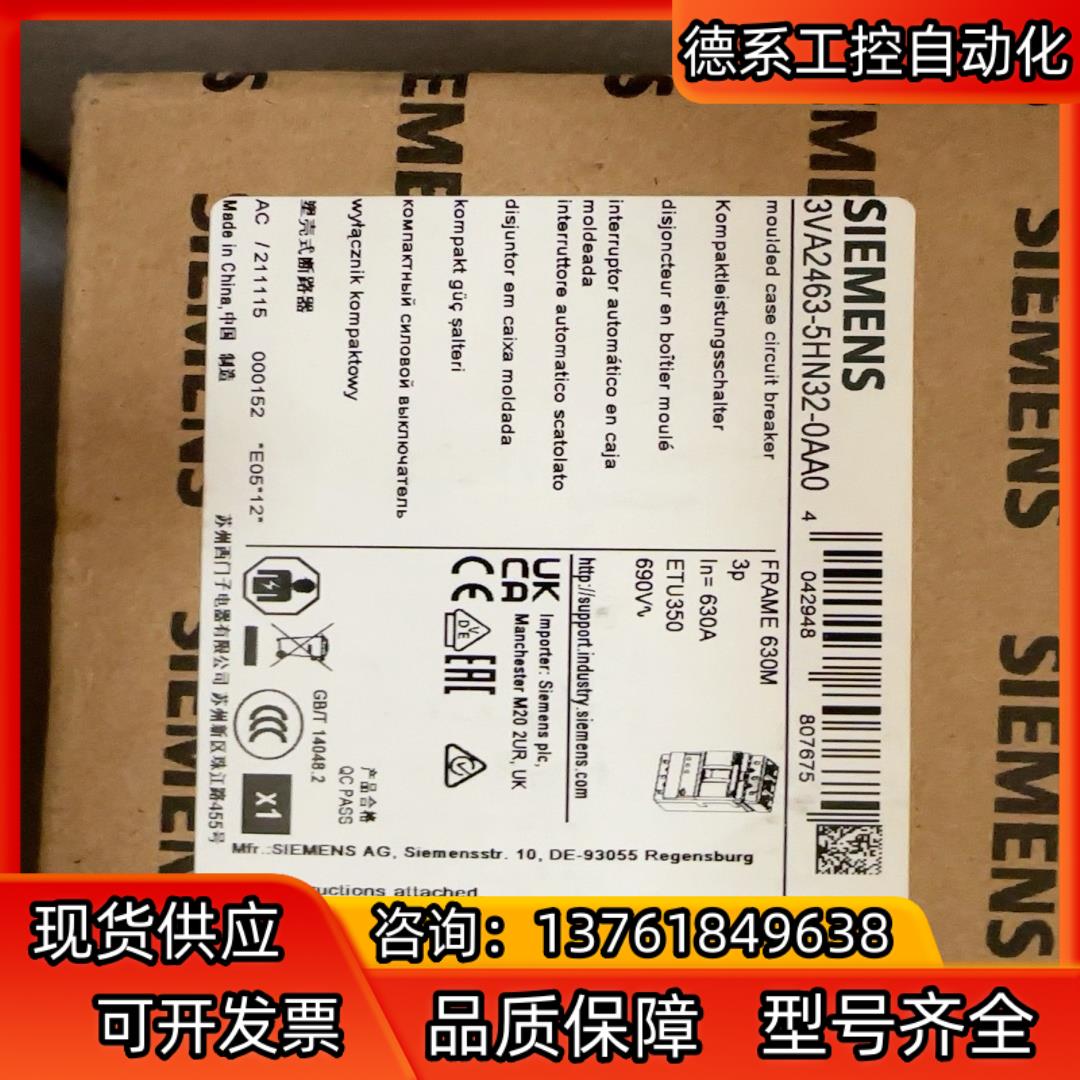 德系工控自动化
SIEMENS
3VA2463-5HN32-0AA0
4 042948 807675
moulded case circuit breaker
Kompaktleistungsschalter
disjoncteur en boîtier moulé
interruptor automático en caja
moldeada
interruttore automatico scatolato
disjuntor em caixa moldada
kompakt güç şalteri
компактный силовой выключатель
wyłącznik kompaktowy
塑壳式断路器
AC /211115 000152 *E05*12*
Made in China,中国 制造
FRAME 630M
3p
In= 630A
ETU350
690V
http://support.industry.siemens.com
UK
CA
Importer: Siemens plc,
Manchester M20 2UR, UK
CE
VDE
EAC
GB/T 14048.2
CCC
产品合格
QC PASS
X1
苏州西门子电器有限公司 苏州新区珠江路455号
Mfr.:SIEMENS AG, Siemensstr. 10, DE-93055 Regensburg
attached
SIEMENS
SIEMENS
SIEMENS
SIEMENS
现货供应
咨询：13761849638
可开发票
品质保障
型号齐全